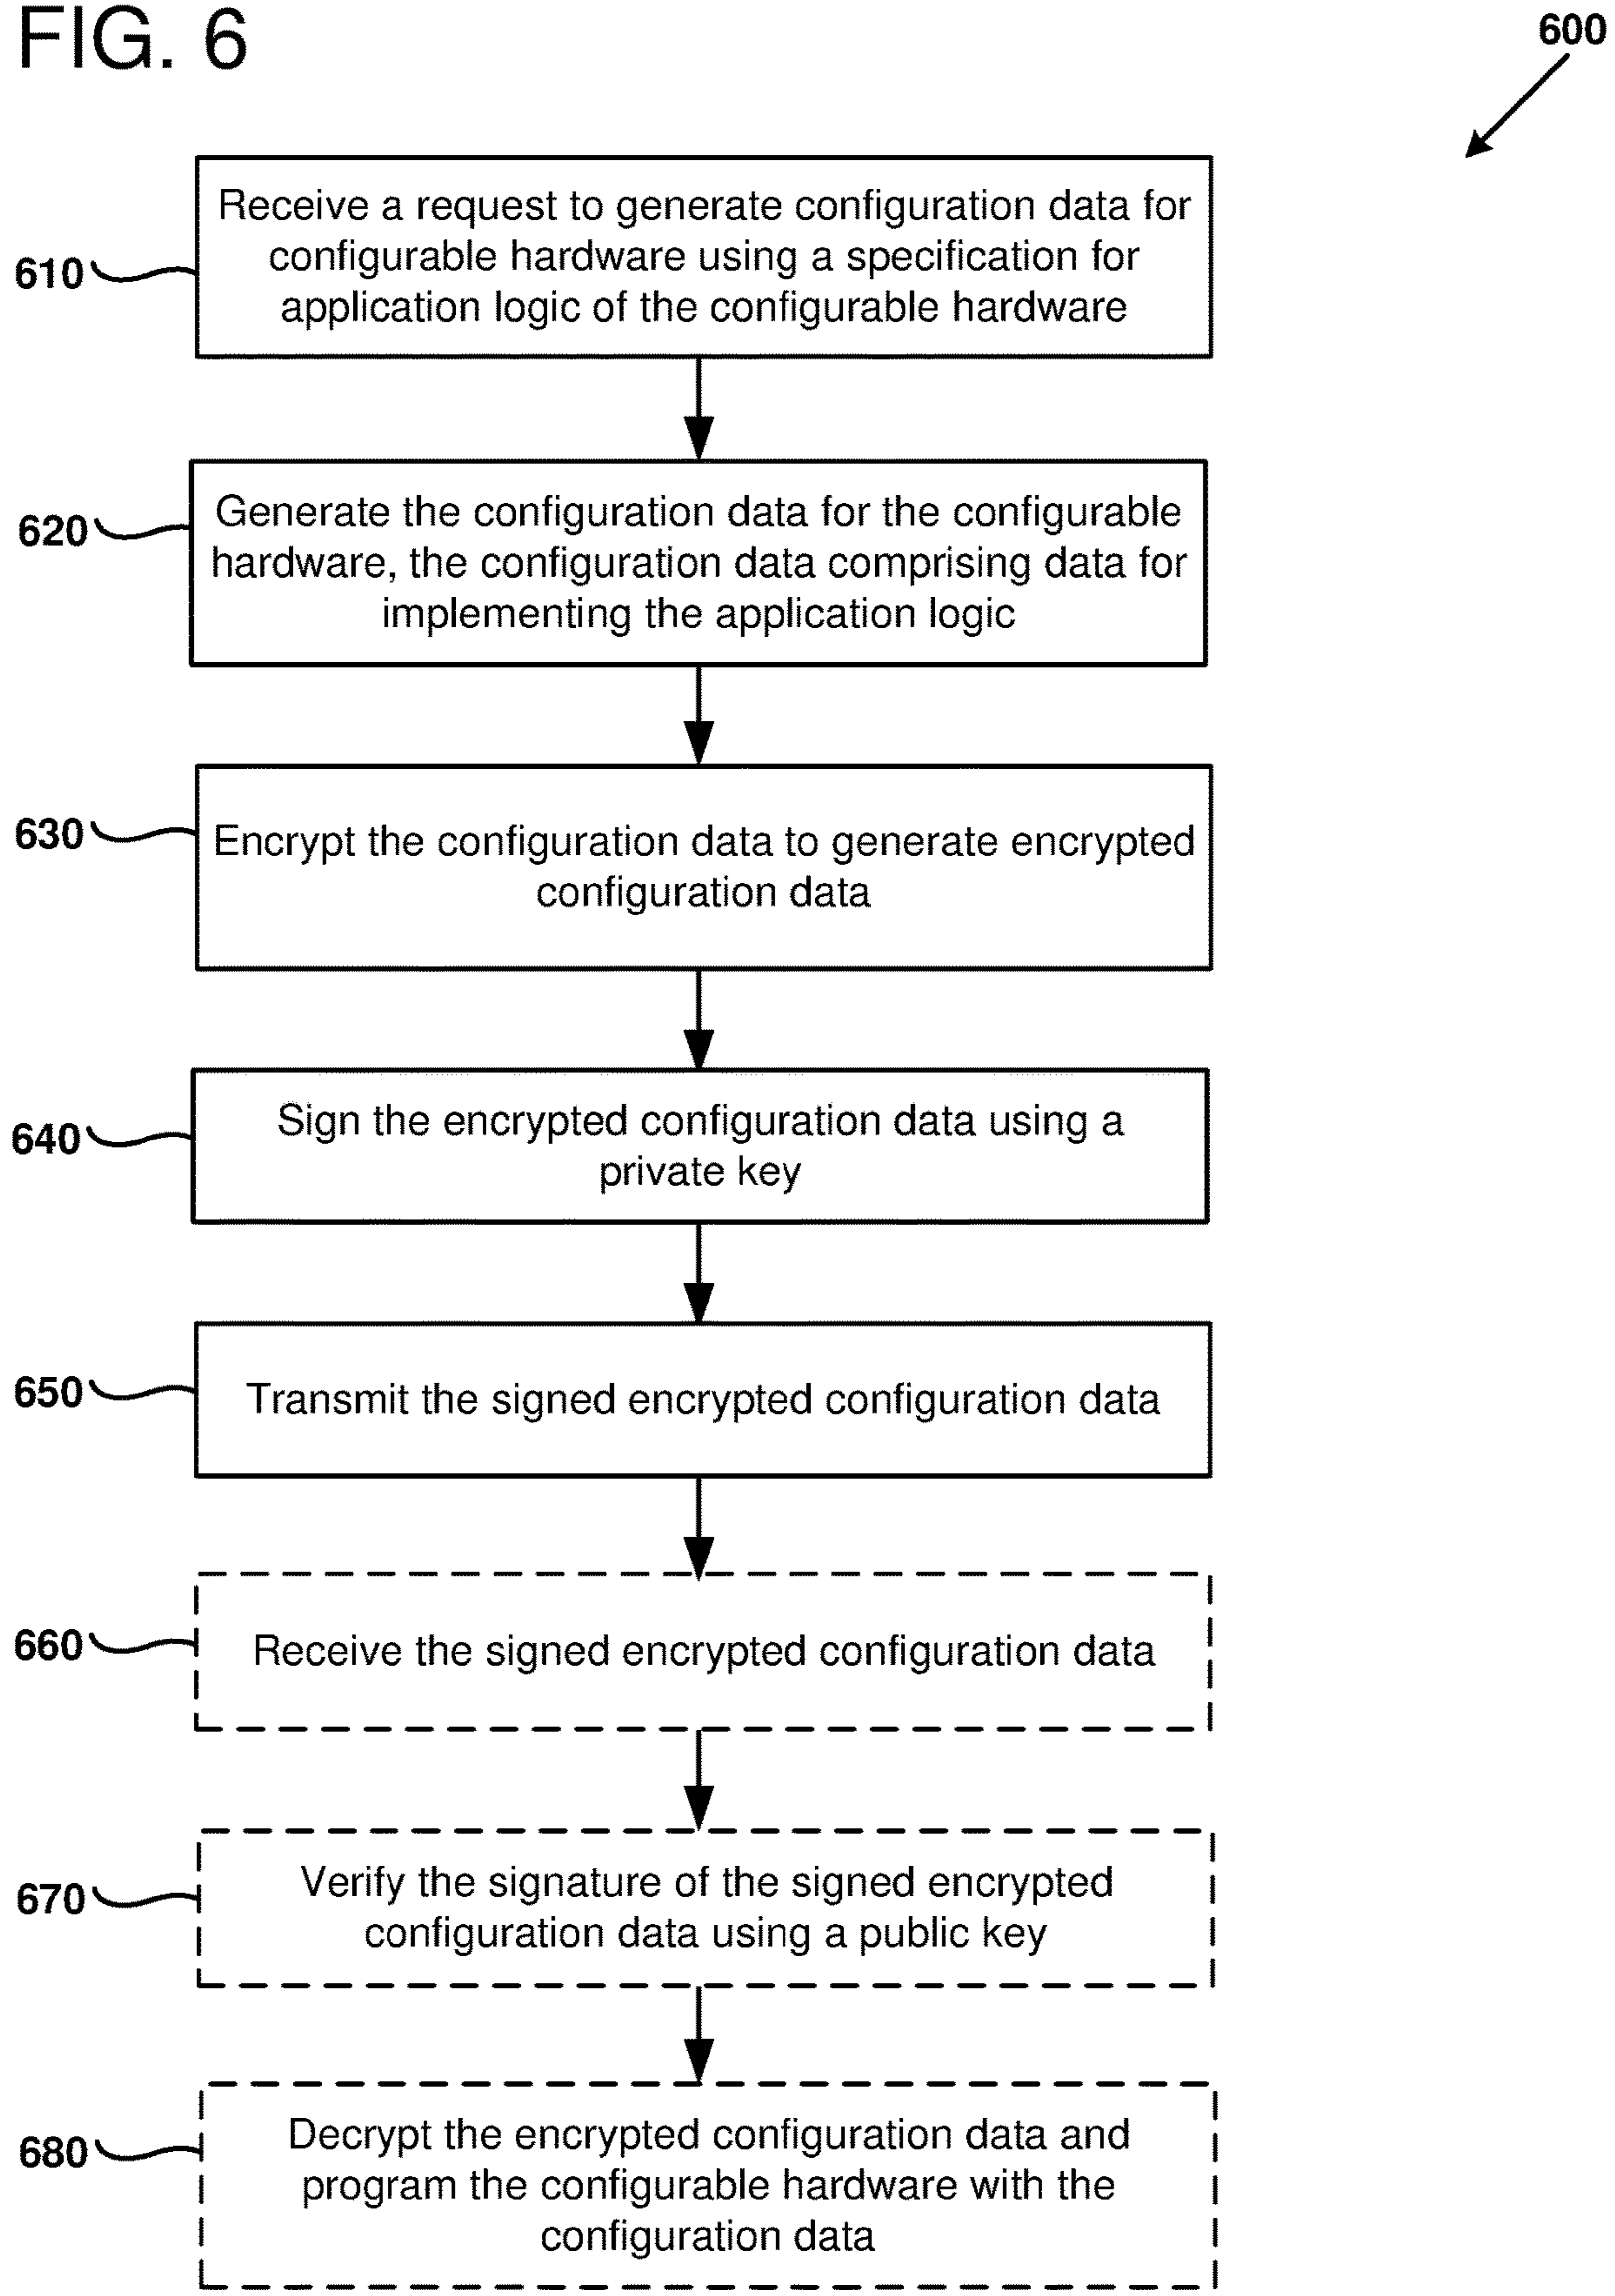 FIG. 6
600
610
Receive a request to generate configuration data for
configurable hardware using a specification for
application logic of the configurable hardware
620
Generate the configuration data for the configurable
hardware, the configuration data comprising data for
implementing the application logic
630
Encrypt the configuration data to generate encrypted
configuration data
640
Sign the encrypted configuration data using a
private key
650
Transmit the signed encrypted configuration data
660
Receive the signed encrypted configuration data
670
Verify the signature of the signed encrypted
configuration data using a public key
680
Decrypt the encrypted configuration data and
program the configurable hardware with the
configuration data